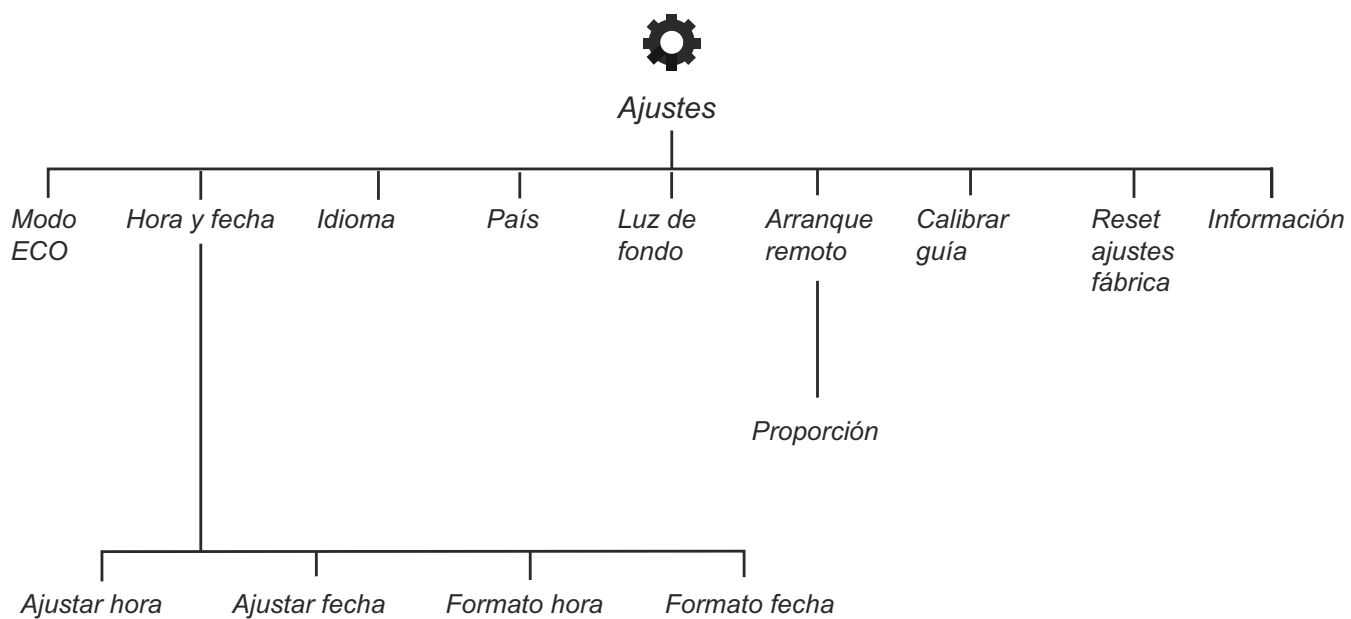 Ajustes
Modo
ECO
Hora y fecha
Idioma
País
Luz de
fondo
Arranque
remoto
Calibrar
guía
Reset
ajustes
fábrica
Información
Proporción
Ajustar hora
Ajustar fecha
Formato hora
Formato fecha